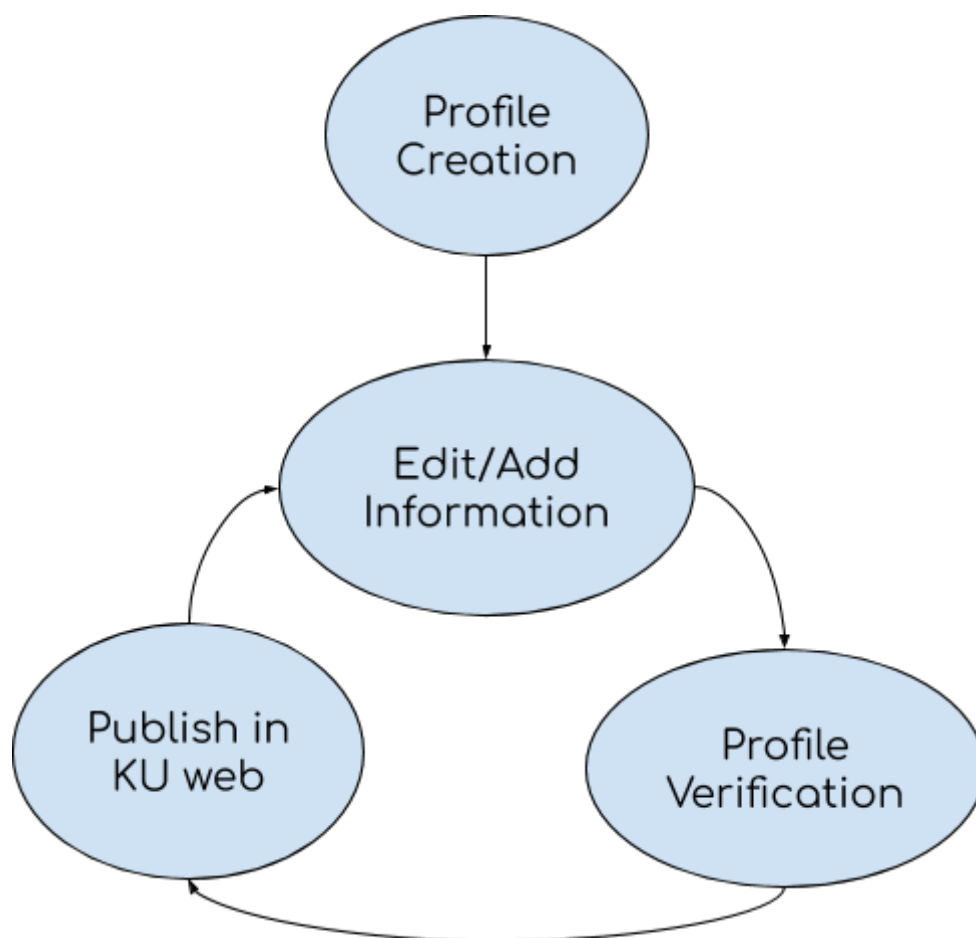 Profile
Creation
Edit/Add
Information
Publish in
KU web
Profile
Verification